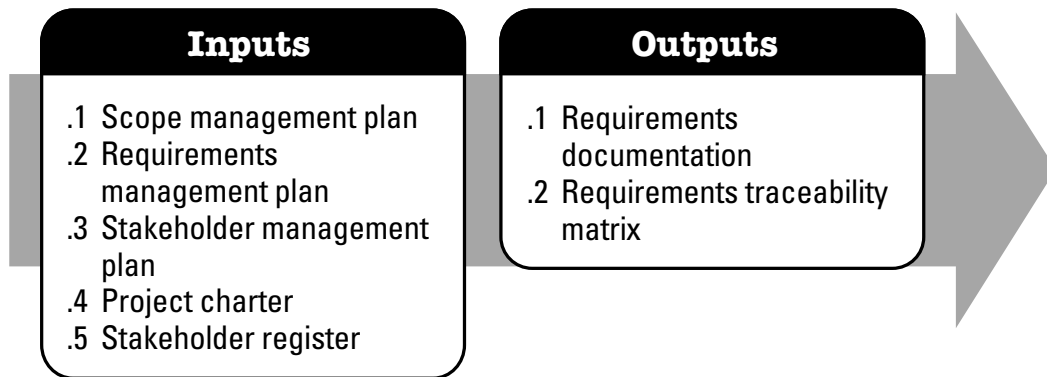 Inputs
.1 Scope management plan
.2 Requirements
management plan
.3 Stakeholder management
plan
.4 Project charter
.5 Stakeholder register
Outputs
.1 Requirements
documentation
.2 Requirements traceability
matrix